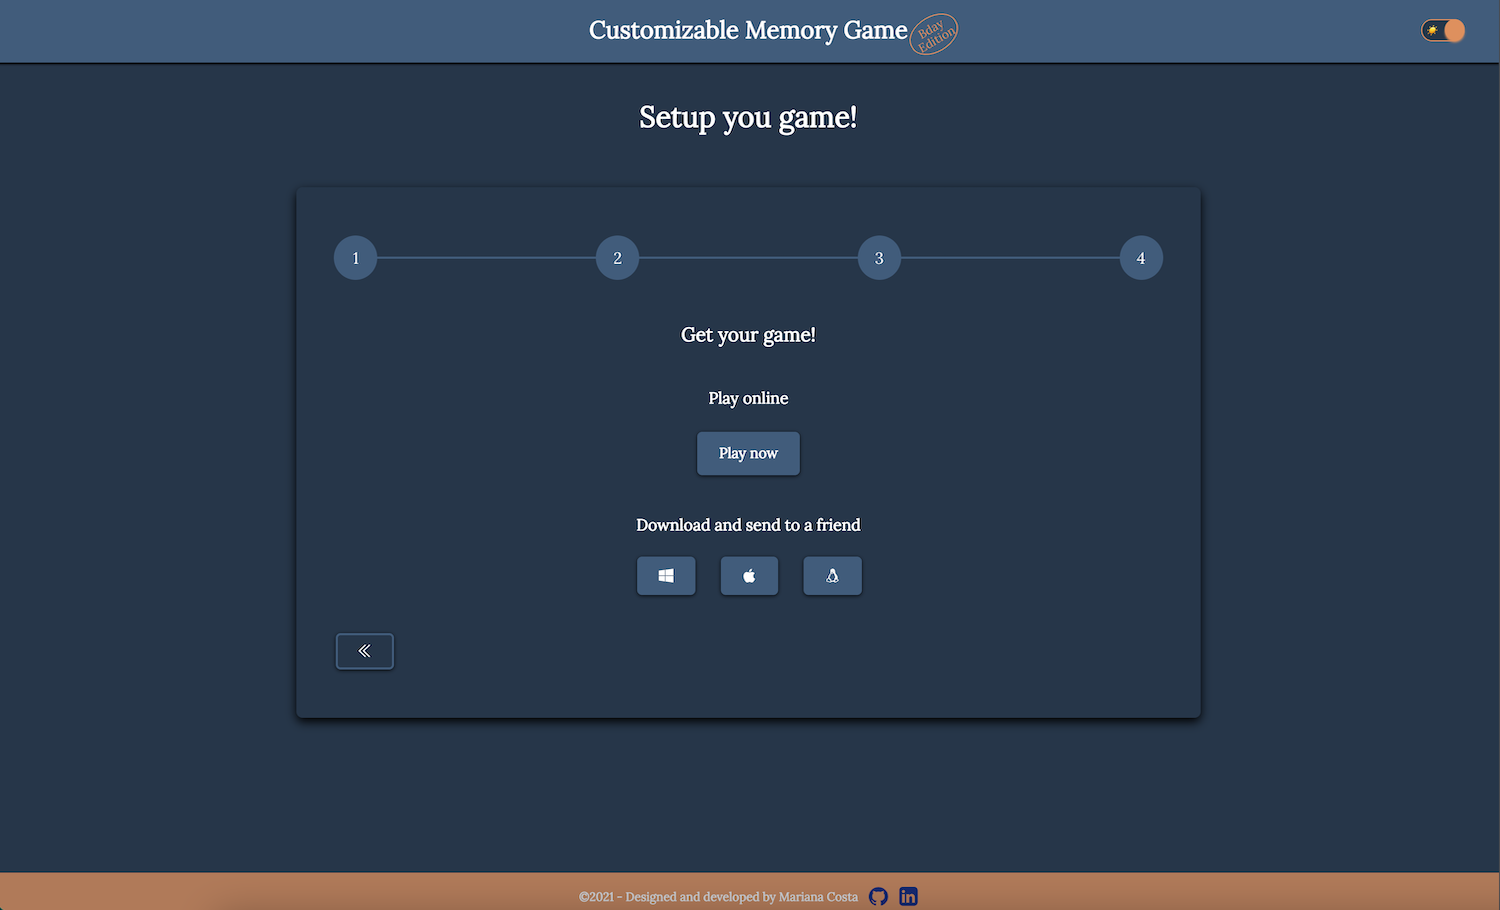 Customizable Memory Game
Bday
Edition
Setup you game!
1 2 3 4
Get your game!
Play online
Play now
Download and send to a friend
©2021 - Designed and developed by Mariana Costa
in